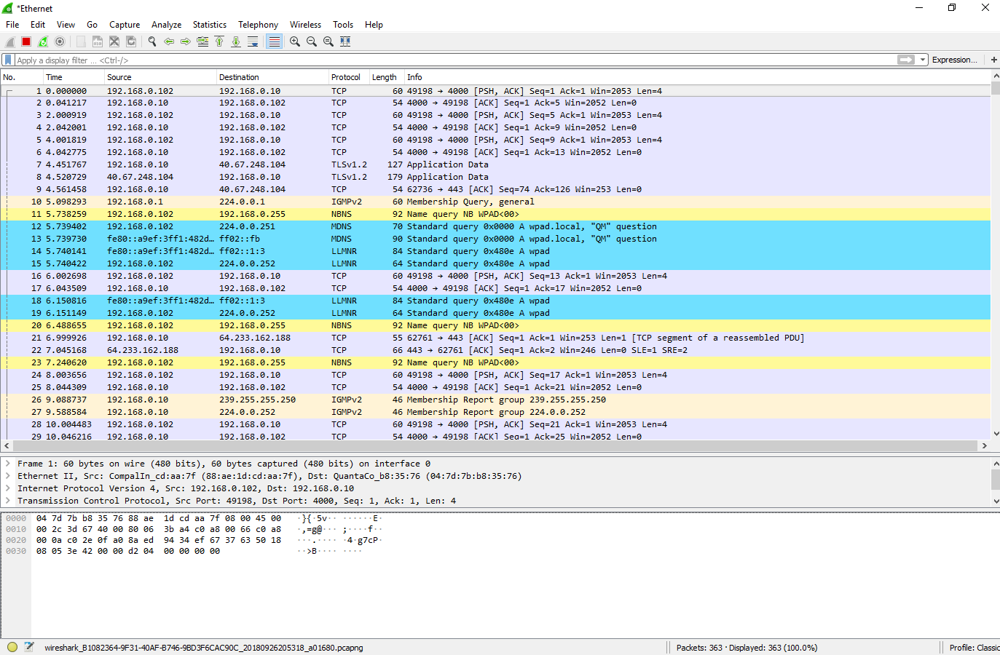 *Ethernet
File Edit View Go Capture Analyze Statistics Telephony Wireless Tools Help
Apply a display filter ... <Ctrl-/> Expression... +
No. Time Source Destination Protocol Length Info
1 0.000000 192.168.0.102 192.168.0.10 TCP 60 49198 → 4000 [PSH, ACK] Seq=1 Ack=1 Win=2053 Len=4
2 0.041217 192.168.0.10 192.168.0.102 TCP 54 4000 → 49198 [ACK] Seq=1 Ack=5 Win=2052 Len=0
3 2.000919 192.168.0.102 192.168.0.10 TCP 60 49198 → 4000 [PSH, ACK] Seq=5 Ack=1 Win=2053 Len=4
4 2.042001 192.168.0.10 192.168.0.102 TCP 54 4000 → 49198 [ACK] Seq=1 Ack=9 Win=2052 Len=0
5 4.001819 192.168.0.102 192.168.0.10 TCP 60 49198 → 4000 [PSH, ACK] Seq=9 Ack=1 Win=2053 Len=4
6 4.042775 192.168.0.10 192.168.0.102 TCP 54 4000 → 49198 [ACK] Seq=1 Ack=13 Win=2052 Len=0
7 4.451767 192.168.0.10 40.67.248.104 TLSv1.2 127 Application Data
8 4.520729 40.67.248.104 192.168.0.10 TLSv1.2 179 Application Data
9 4.561458 192.168.0.10 40.67.248.104 TCP 54 62736 → 443 [ACK] Seq=74 Ack=126 Win=253 Len=0
10 5.098293 192.168.0.1 224.0.0.1 IGMPv2 60 Membership Query, general
11 5.738259 192.168.0.102 192.168.0.255 NBNS 92 Name query NB WPAD<00>
12 5.739402 192.168.0.102 224.0.0.251 MDNS 70 Standard query 0x0000 A wpad.local, "QM" question
13 5.739730 fe80::a9ef:3ff1:482d… ff02::fb MDNS 90 Standard query 0x0000 A wpad.local, "QM" question
14 5.740141 fe80::a9ef:3ff1:482d… ff02::1:3 LLMNR 84 Standard query 0x480e A wpad
15 5.740422 192.168.0.102 224.0.0.252 LLMNR 64 Standard query 0x480e A wpad
16 6.002698 192.168.0.102 192.168.0.10 TCP 60 49198 → 4000 [PSH, ACK] Seq=13 Ack=1 Win=2053 Len=4
17 6.043509 192.168.0.10 192.168.0.102 TCP 54 4000 → 49198 [ACK] Seq=1 Ack=17 Win=2052 Len=0
18 6.150816 fe80::a9ef:3ff1:482d… ff02::1:3 LLMNR 84 Standard query 0x480e A wpad
19 6.151149 192.168.0.102 224.0.0.252 LLMNR 64 Standard query 0x480e A wpad
20 6.488655 192.168.0.102 192.168.0.255 NBNS 92 Name query NB WPAD<00>
21 6.999926 192.168.0.10 64.233.162.188 TCP 55 62761 → 443 [ACK] Seq=1 Ack=1 Win=253 Len=1 [TCP segment of a reassembled PDU]
22 7.045168 64.233.162.188 192.168.0.10 TCP 66 443 → 62761 [ACK] Seq=1 Ack=2 Win=246 Len=0 SLE=1 SRE=2
23 7.240620 192.168.0.102 192.168.0.255 NBNS 92 Name query NB WPAD<00>
24 8.003656 192.168.0.102 192.168.0.10 TCP 60 49198 → 4000 [PSH, ACK] Seq=17 Ack=1 Win=2053 Len=4
25 8.044309 192.168.0.10 192.168.0.102 TCP 54 4000 → 49198 [ACK] Seq=1 Ack=21 Win=2052 Len=0
26 9.088737 192.168.0.10 239.255.255.250 IGMPv2 46 Membership Report group 239.255.255.250
27 9.588584 192.168.0.10 224.0.0.252 IGMPv2 46 Membership Report group 224.0.0.252
28 10.004483 192.168.0.102 192.168.0.10 TCP 60 49198 → 4000 [PSH, ACK] Seq=21 Ack=1 Win=2053 Len=4
29 10.046216 192.168.0.10 192.168.0.102 TCP 54 4000 → 49198 [ACK] Seq=1 Ack=25 Win=2052 Len=0
Frame 1: 60 bytes on wire (480 bits), 60 bytes captured (480 bits) on interface 0
Ethernet II, Src: CompalIn_cd:aa:7f (88:ae:1d:cd:aa:7f), Dst: QuantaCo_b8:35:76 (04:7d:7b:b8:35:76)
Internet Protocol Version 4, Src: 192.168.0.102, Dst: 192.168.0.10
Transmission Control Protocol, Src Port: 49198, Dst Port: 4000, Seq: 1, Ack: 1, Len: 4
0000 04 7d 7b b8 35 76 88 ae 1d cd aa 7f 08 00 45 00 ·}{·5v·· ······E·
0010 00 2c 3d 67 40 00 80 06 3b a4 c0 a8 00 66 c0 a8 ·,=g@··· ;····f··
0020 00 0a c0 2e 0f a0 8a ed 94 34 ef 67 37 63 50 18 ···.···· ·4·g7cP·
0030 08 05 3e 42 00 00 d2 04 00 00 00 00 ··>B···· ····
wireshark_B1082364-9F31-40AF-B746-9BD3F6CAC90C_20180926205318_a01680.pcapng Packets: 363 · Displayed: 363 (100.0%) Profile: Classic